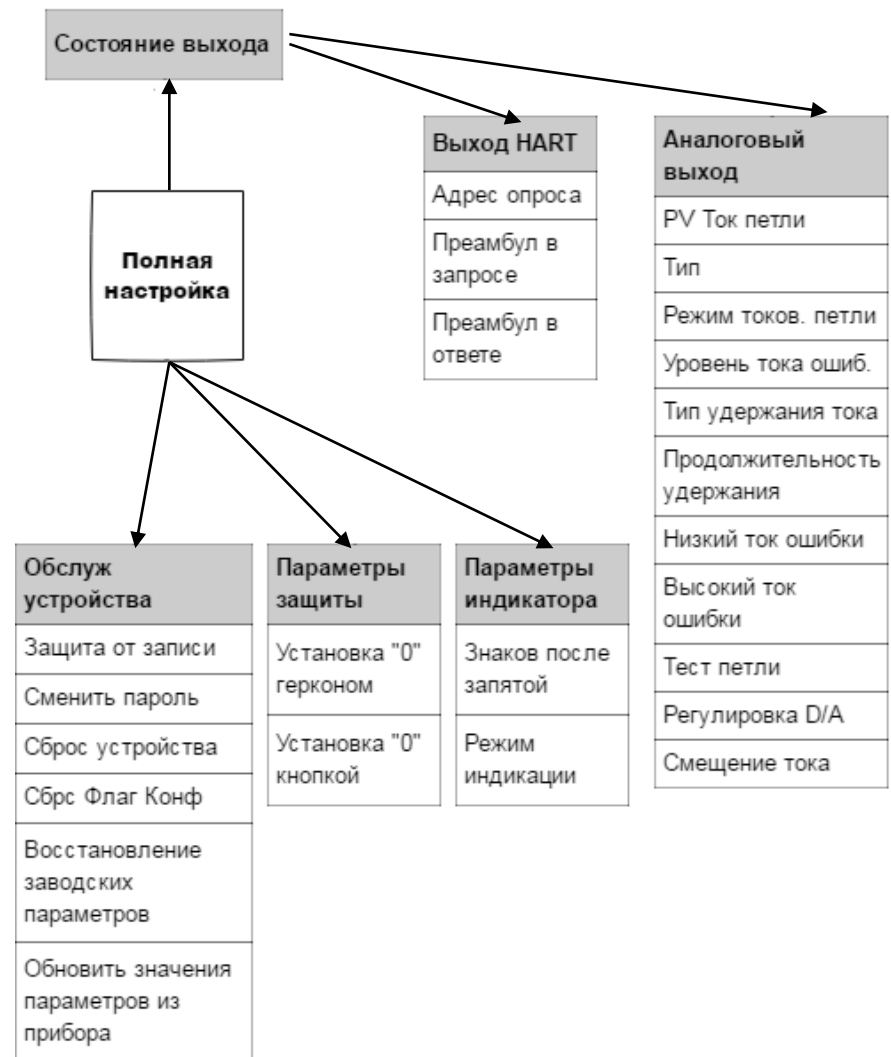 Состояние выхода
Выход HART
Адрес опроса
Преамбул в
запросе
Преамбул в
ответе
Аналоговый
выход
PV Ток петли
Тип
Режим токов. петли
Уровень тока ошиб.
Тип удержания тока
Продолжительность
удержания
Низкий ток ошибки
Высокий ток
ошибки
Тест петли
Регулировка D/A
Смещение тока
Полная
настройка
Обслуж
устройства
Защита от записи
Сменить пароль
Сброс устройства
Сбрс Флаг Конф
Восстановление
заводских
параметров
Обновить значения
параметров из
прибора
Параметры
защиты
Установка "0"
герконом
Установка "0"
кнопкой
Параметры
индикатора
Знаков после
запятой
Режим
индикации